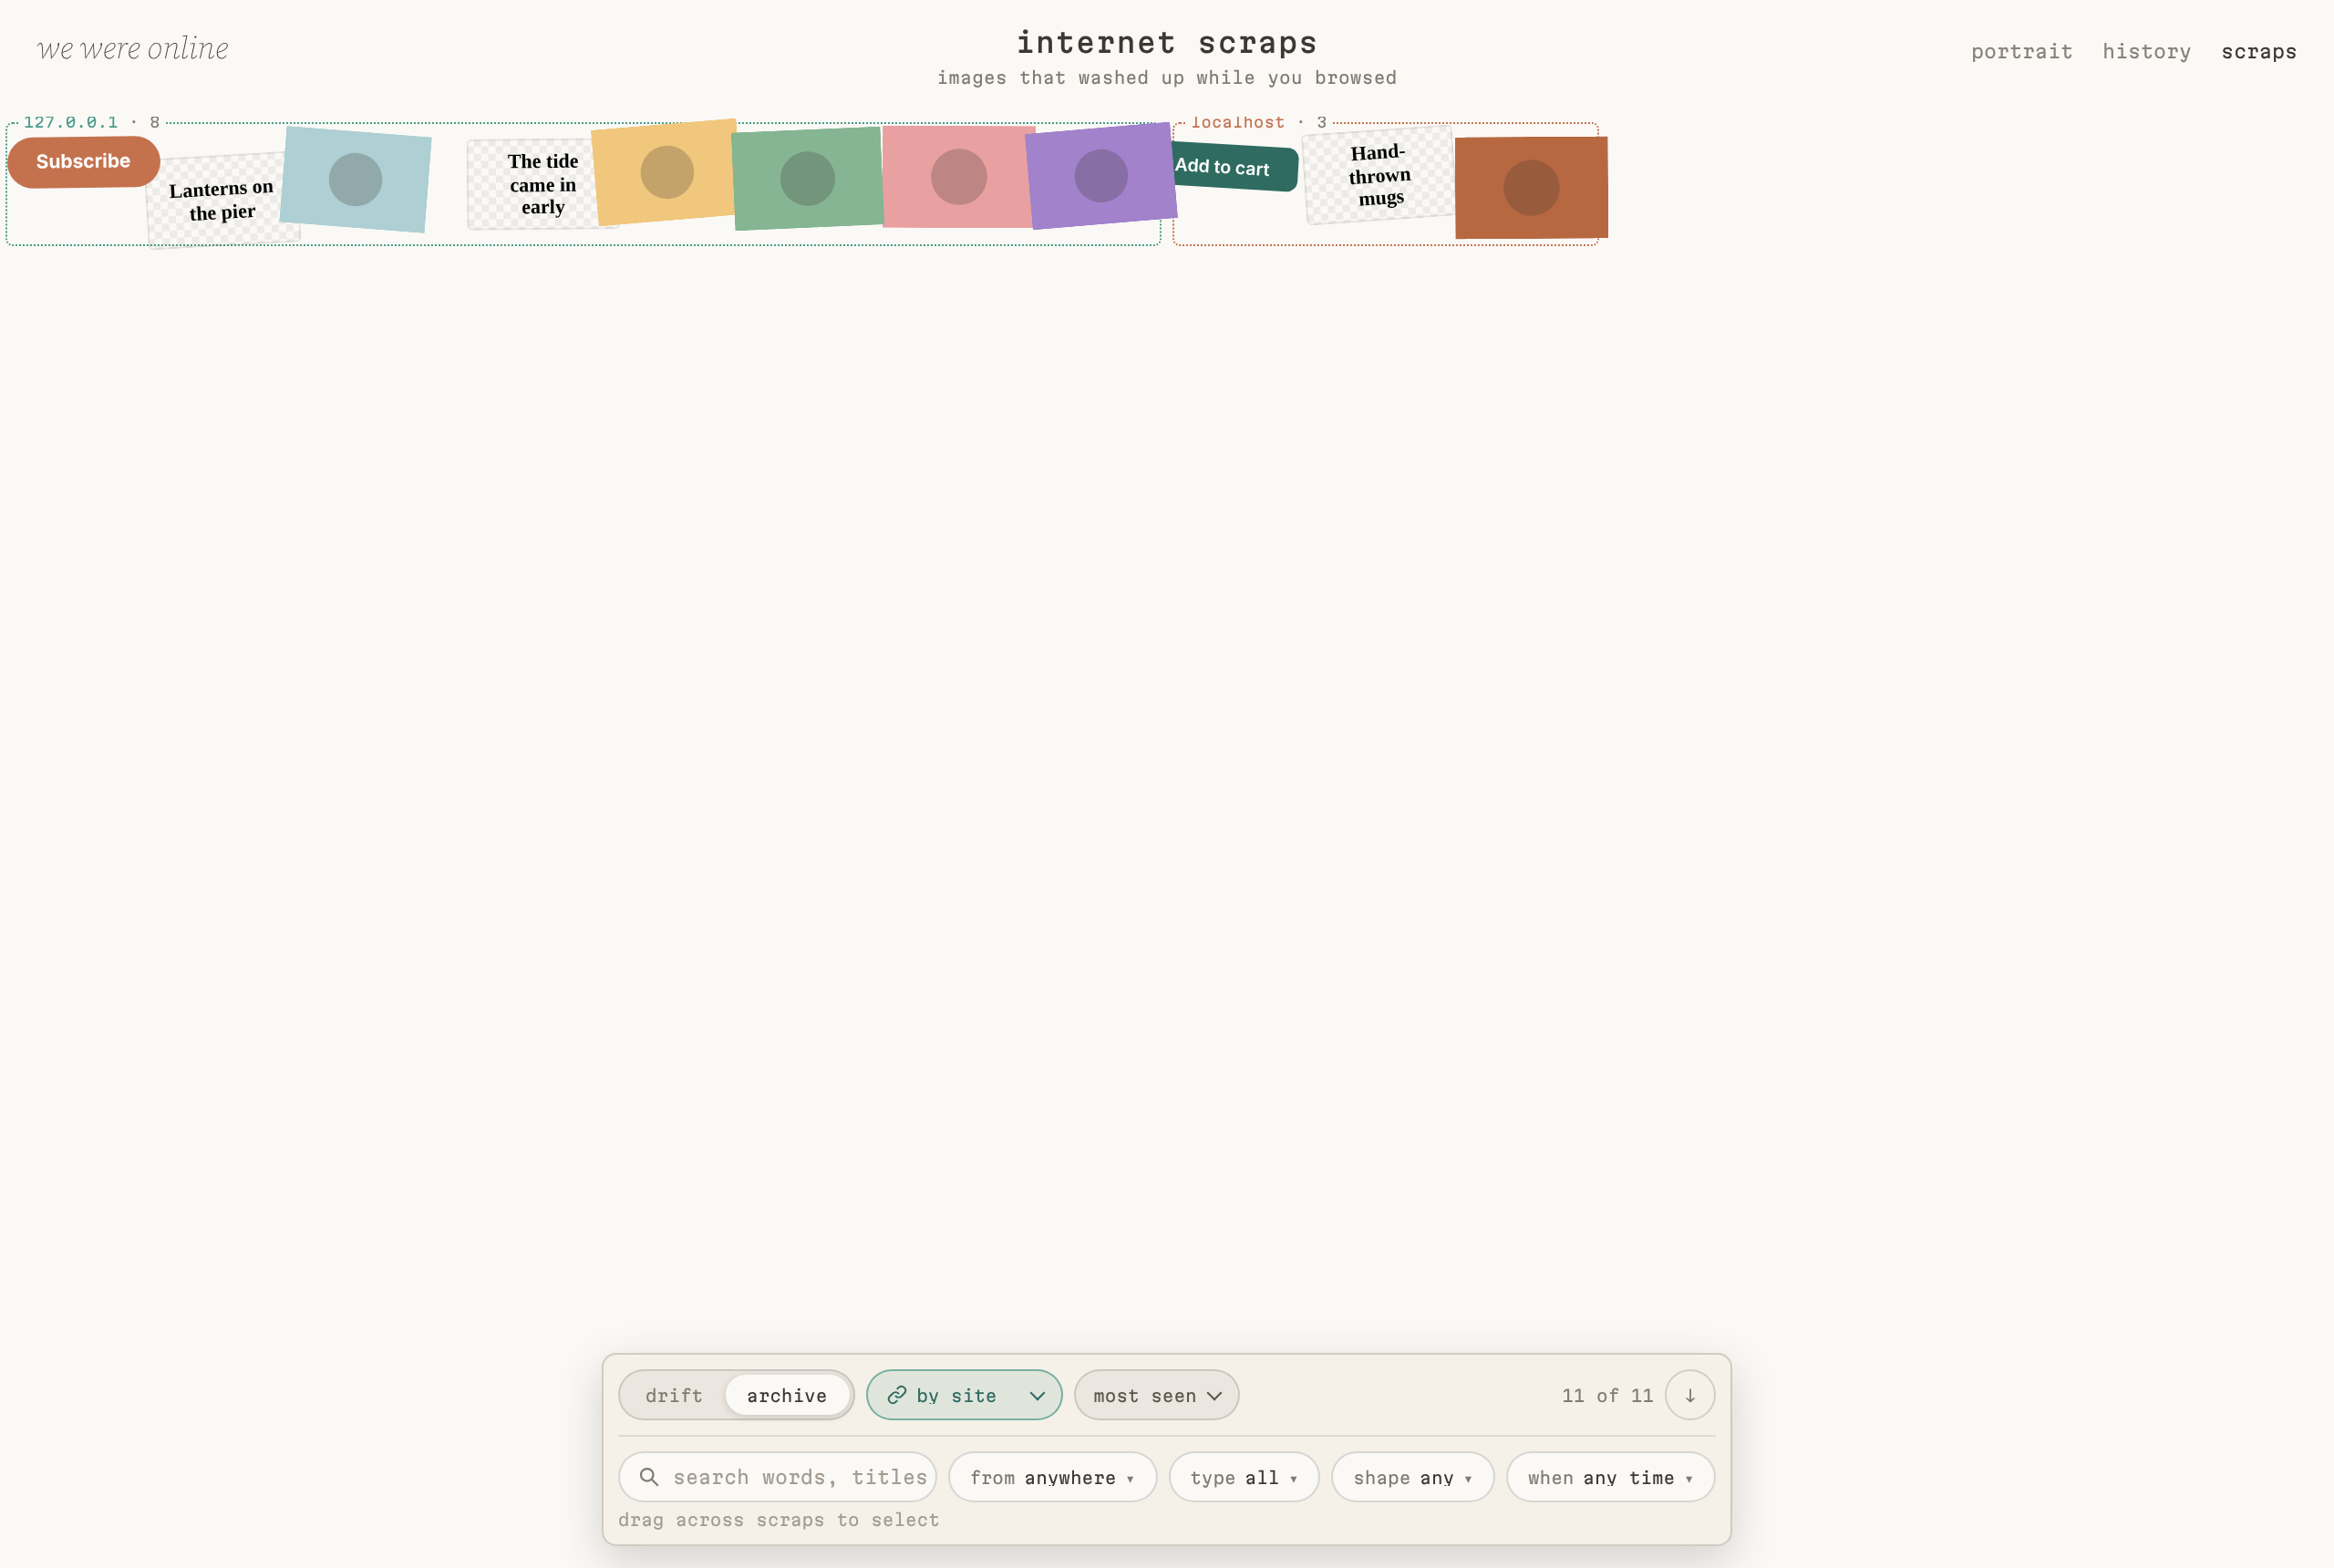 we were online
internet scraps
images that washed up while you browsed
portrait history scraps
127.0.0.1 · 8
localhost · 3
Subscribe
Lanterns on
the pier
The tide
came in
early
Add to cart
Hand-
thrown
mugs
drift archive by site most seen 11 of 11 ↓
search words, titles from anywhere ▾ type all ▾ shape any ▾ when any time ▾
drag across scraps to select